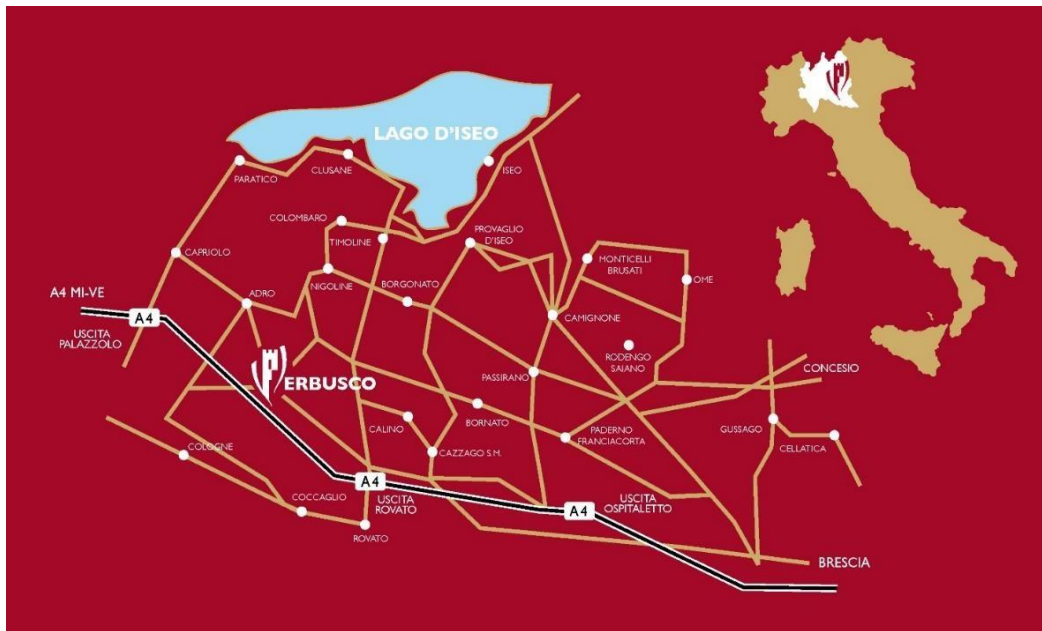 LAGO D'ISEO
ISEO
CLUSANE
PARATICO
COLOMBARO
PROVAGLIO
D'ISEO
TIMOLINE
CAPRIOLO
MONTICELLI
BRUSATI
OME
NIGOLINE
BORGONATO
A4 MI-VE
ADRO
A4
CAMIGNONE
USCITA
PALAZZOLO
RODENGO
SAIANO
CONCESIO
ERBUSCO
PASSIRANO
CALINO
BORNATO
PADERNO
FRANCIACORTA
GUSSAGO
CELLATICA
COLOGNE
CAZZAGO S.M.
A4
USCITA
ROVATO
COCCAGLIO
ROVATO
A4
USCITA
OSPITALETTO
BRESCIA